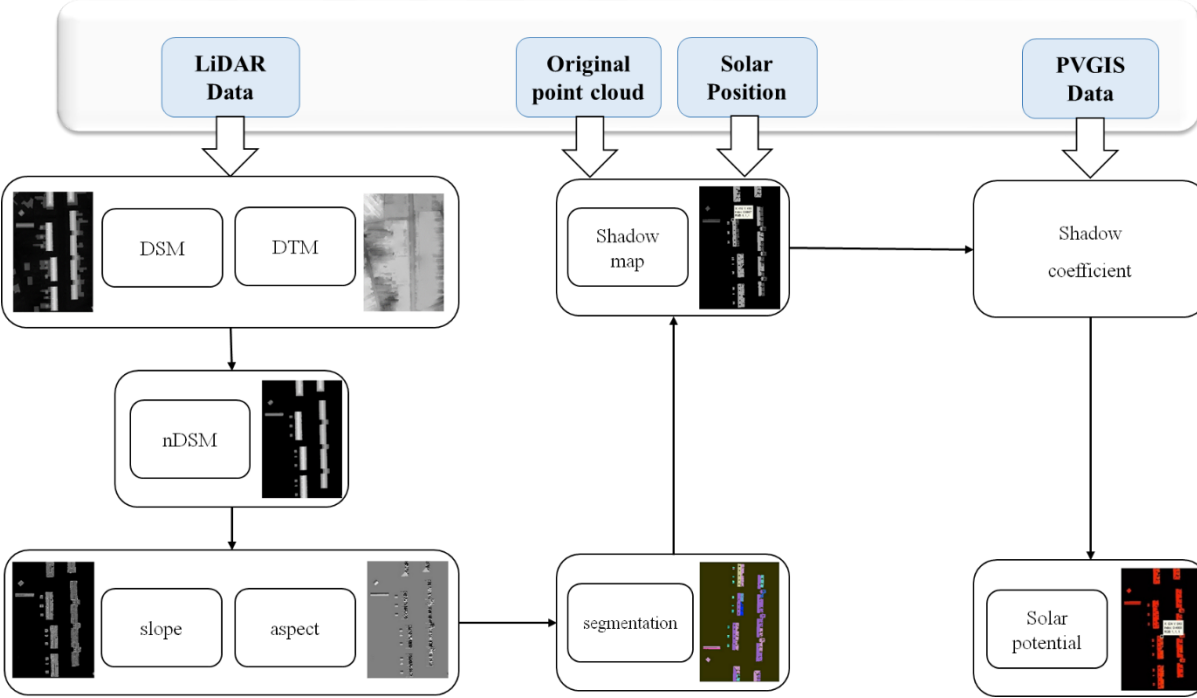 LiDAR
Data
Original
point cloud
Solar
Position
PVGIS
Data
DSM
DTM
Shadow
map
Shadow
coefficient
nDSM
slope
aspect
segmentation
Solar
potential